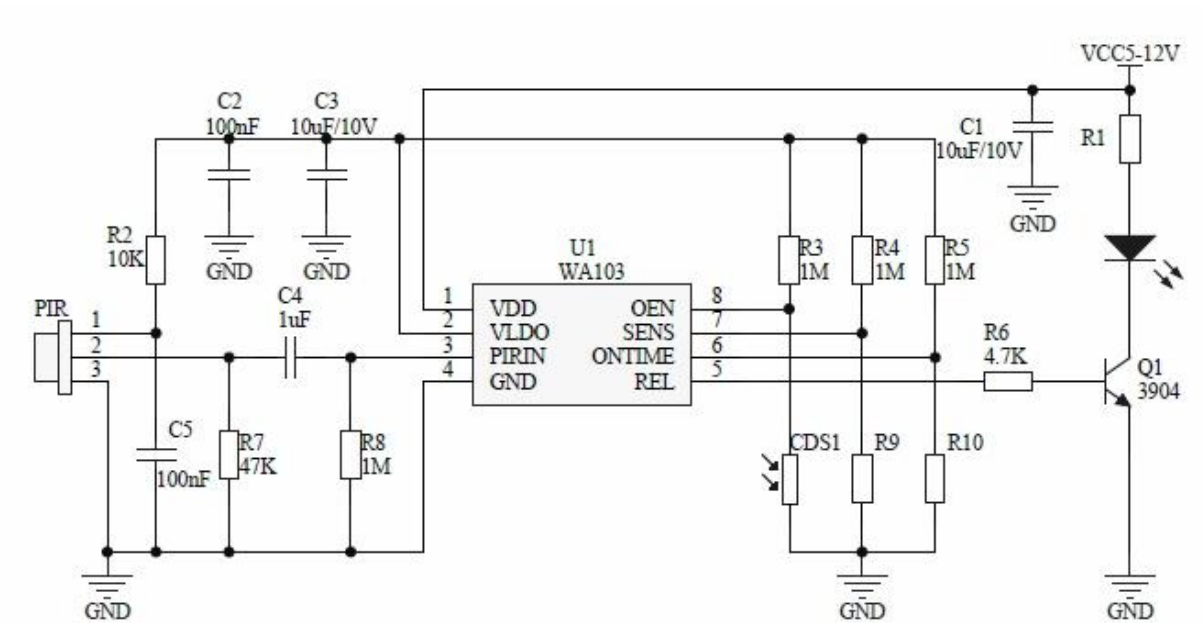 VCC5-12V
C2
100nF
C3
10uF/10V
C1
10uF/10V
R1
GND
R2
10K
GND
GND
U1
WA103
R3
1M
R4
1M
R5
1M
PIR
C4
1uF
1
2
3
1
2
3
4
VDD
VLDO
PIRIN
GND
OEN
SENS
ONTIME
REL
8
7
6
5
R6
4.7K
Q1
3904
C5
100nF
R7
47K
R8
1M
CDS1
R9
R10
GND
GND
GND